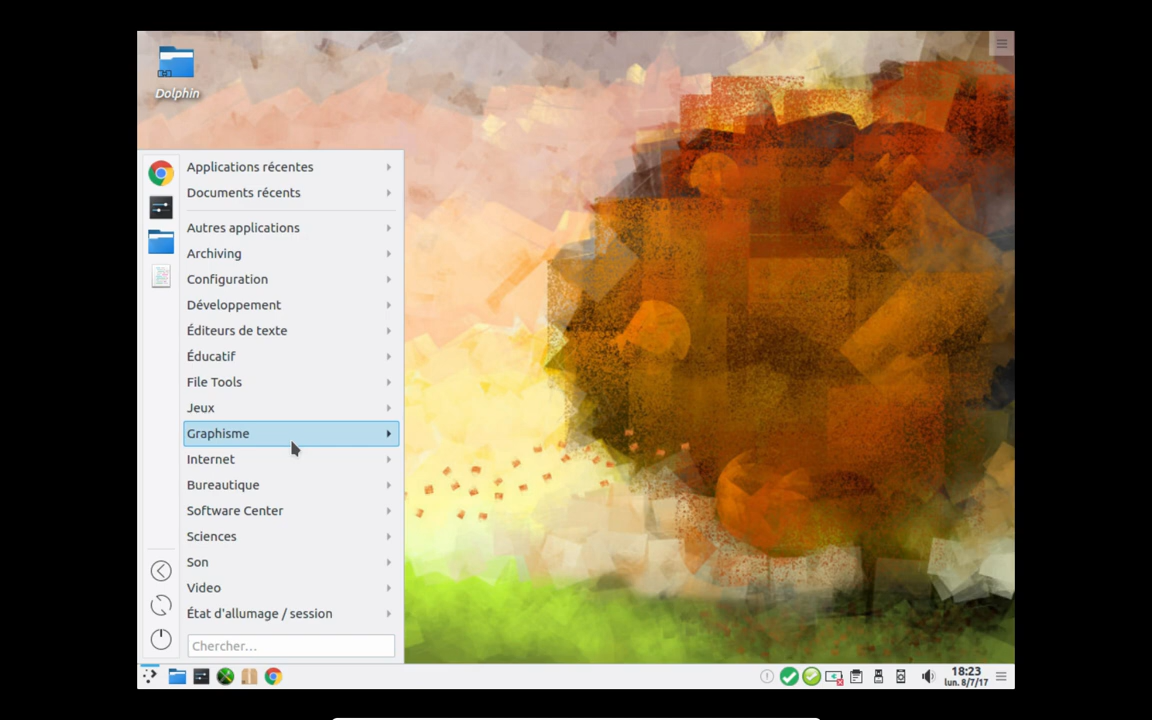 Dolphin
Applications récentes
Documents récents
Autres applications
Archiving
Configuration
Développement
Éditeurs de texte
Éducatif
File Tools
Jeux
Graphisme
Internet
Bureautique
Software Center
Sciences
Son
Video
État d'allumage / session
Chercher...
18:23
lun. 8/7/17